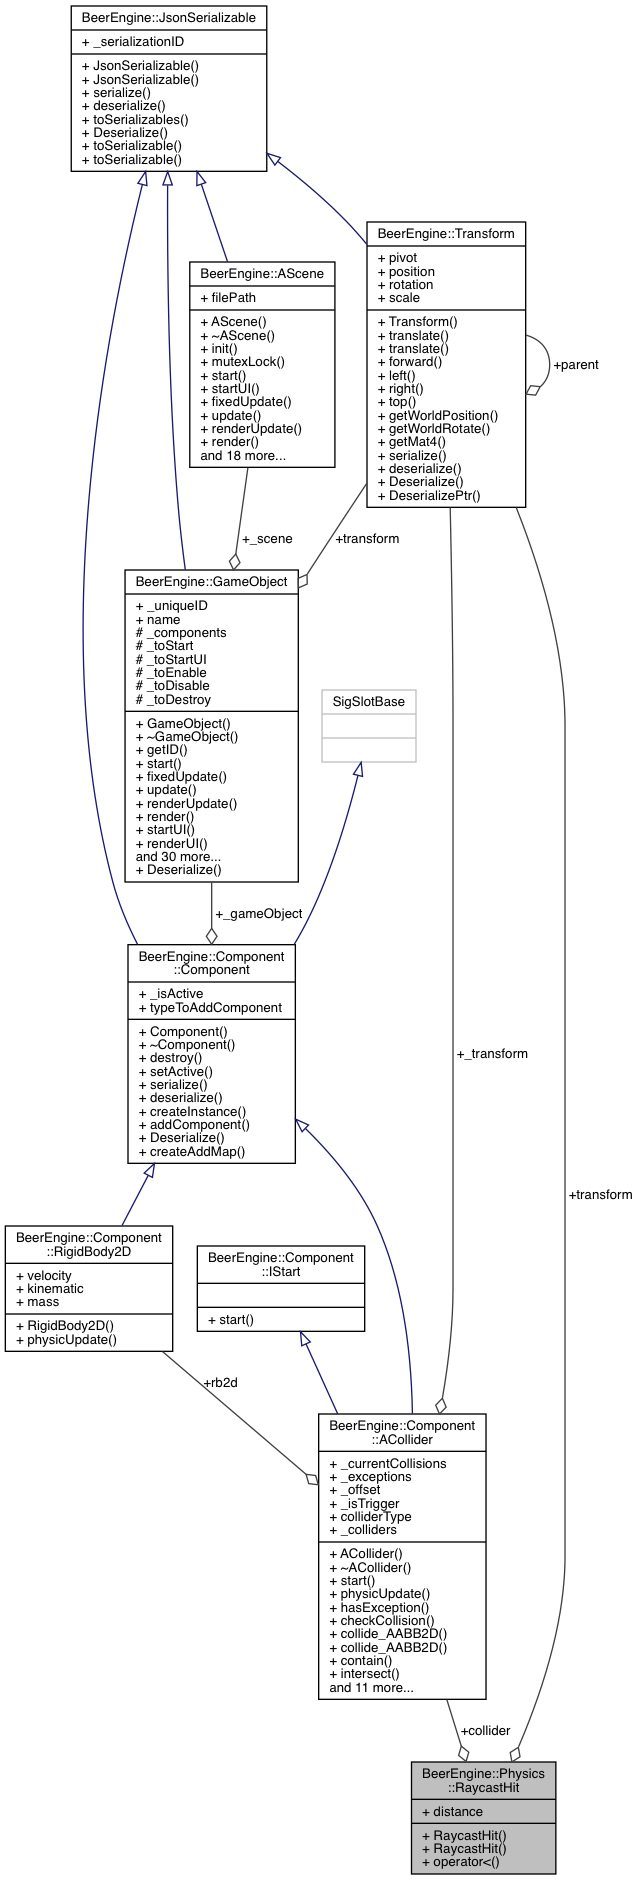 BeerEngine::JsonSerializable
+ _serializationID
+ JsonSerializable()
+ JsonSerializable()
+ serialize()
+ deserialize()
+ toSerializables()
+ Deserialize()
+ toSerializable()
+ toSerializable()
BeerEngine::Transform
+ pivot
+ position
+ rotation
+ scale
+ Transform()
+ translate()
+ translate()
+ forward()
+ left()
+ right()
+ top()
+ getWorldPosition()
+ getWorldRotate()
+ getMat4()
+ serialize()
+ deserialize()
+ Deserialize()
+ DeserializePtr()
+parent
BeerEngine::AScene
+ filePath
+ AScene()
+ ~AScene()
+ init()
+ mutexLock()
+ start()
+ startUI()
+ fixedUpdate()
+ update()
+ renderUpdate()
+ render()
and 18 more...
+_scene
+transform
BeerEngine::GameObject
+ _uniqueID
+ name
# _components
# _toStart
# _toStartUI
# _toEnable
# _toDisable
# _toDestroy
+ GameObject()
+ ~GameObject()
+ getID()
+ start()
+ fixedUpdate()
+ update()
+ renderUpdate()
+ render()
+ startUI()
+ renderUI()
and 30 more...
+ Deserialize()
SigSlotBase
+_gameObject
BeerEngine::Component
::Component
+ _isActive
+ typeToAddComponent
+ Component()
+ ~Component()
+ destroy()
+ setActive()
+ serialize()
+ deserialize()
+ createInstance()
+ addComponent()
+ Deserialize()
+ createAddMap()
+_transform
+transform
BeerEngine::Component
::RigidBody2D
+ velocity
+ kinematic
+ mass
+ RigidBody2D()
+ physicUpdate()
BeerEngine::Component
::IStart
+ start()
+rb2d
BeerEngine::Component
::ACollider
+ _currentCollisions
+ _exceptions
+ _offset
+ _isTrigger
+ colliderType
+ _colliders
+ ACollider()
+ ~ACollider()
+ start()
+ physicUpdate()
+ hasException()
+ checkCollision()
+ collide_AABB2D()
+ collide_AABB2D()
+ contain()
+ intersect()
and 11 more...
+collider
BeerEngine::Physics
::RaycastHit
+ distance
+ RaycastHit()
+ RaycastHit()
+ operator<()